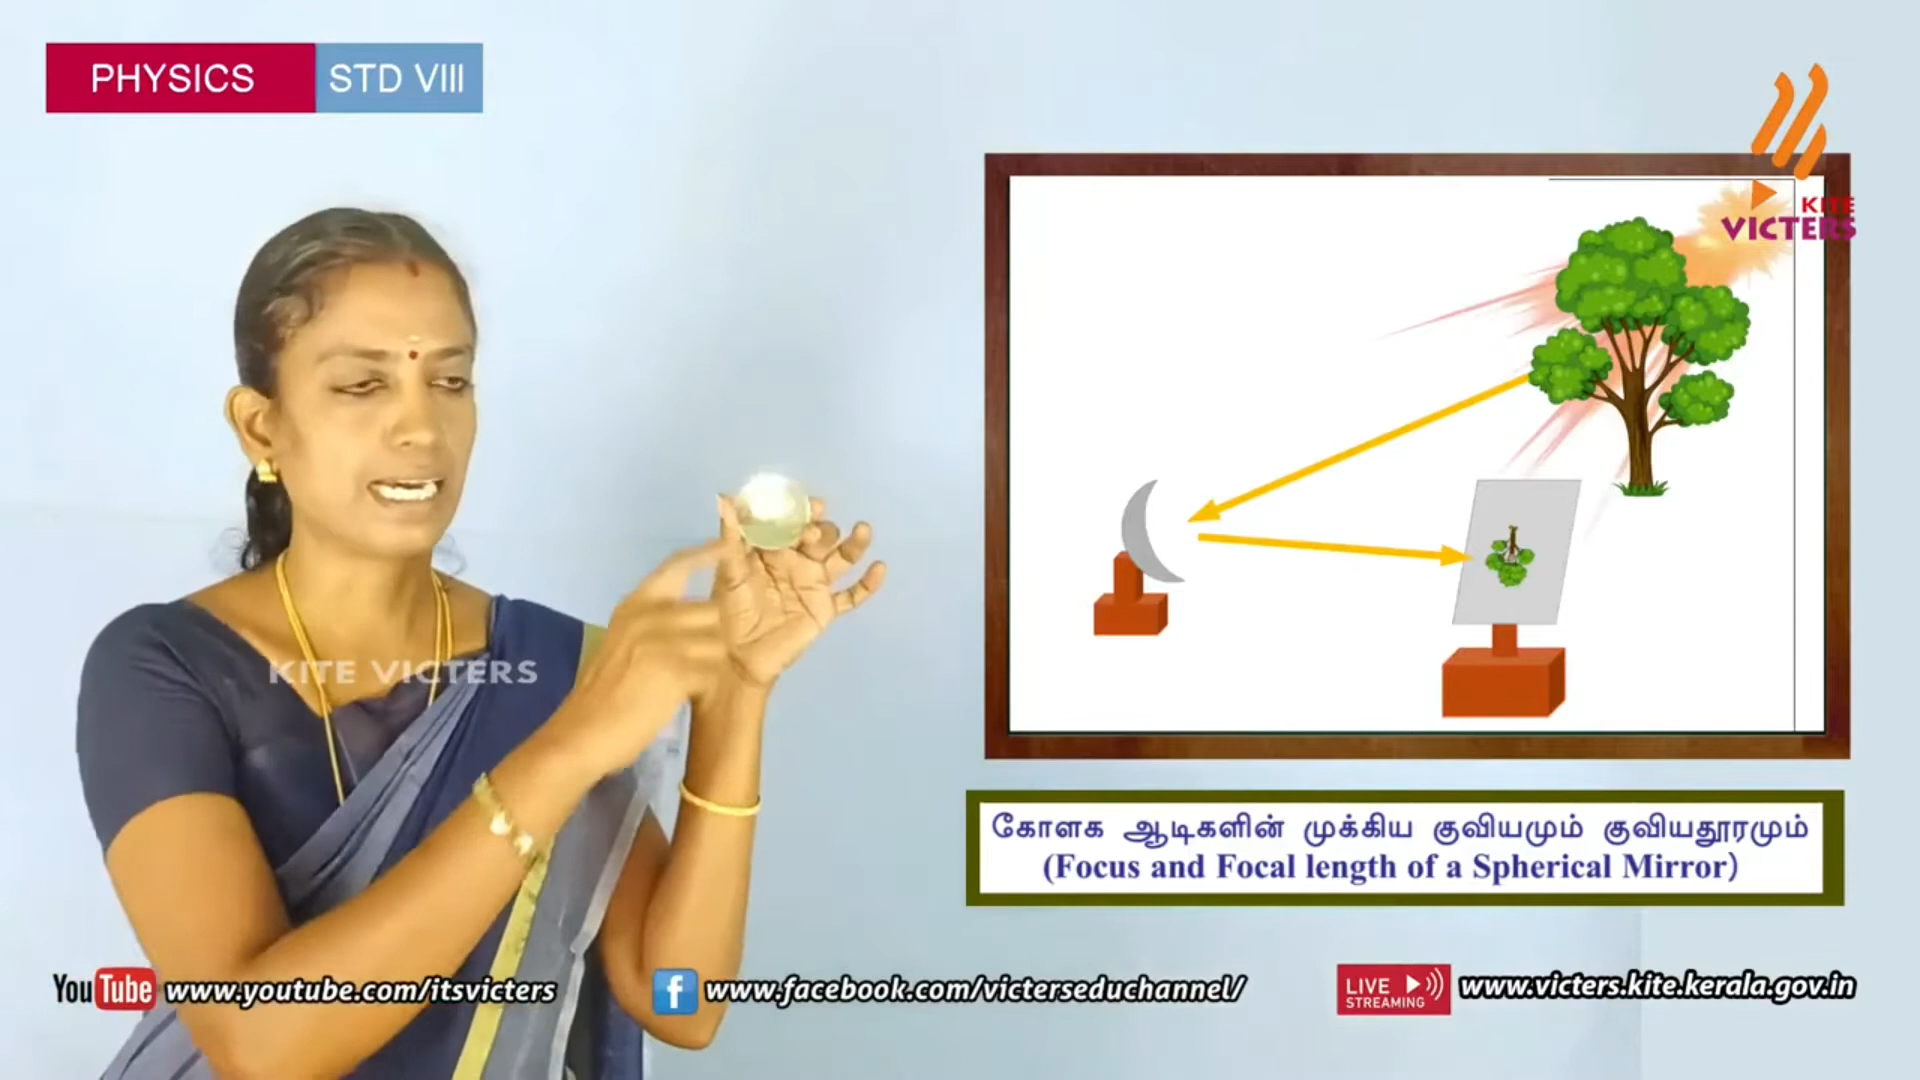 PHYSICS STD VIII
KITE
VICTERS
KITE VICTERS
கோளக ஆடிகளின் முக்கிய குவியமும் குவியதூரமும்
(Focus and Focal length of a Spherical Mirror)
YouTube www.youtube.com/itsvicters
f www.facebook.com/victerseduchannel/
LIVE
STREAMING
www.victers.kite.kerala.gov.in